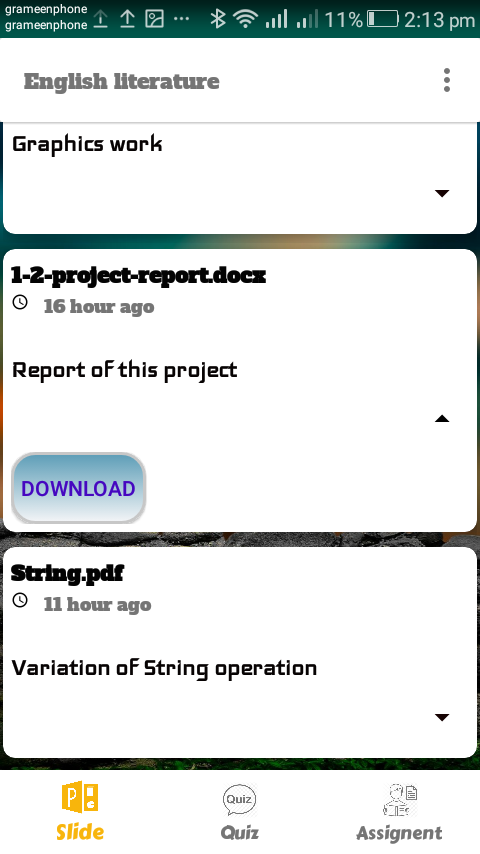 grameenphone
grameenphone
11% 2:13 pm
English literature
Graphics work
1-2-project-report.docx
16 hour ago
Report of this project
DOWNLOAD
String.pdf
11 hour ago
Variation of String operation
P
Quiz
Slide
Quiz
Assignent